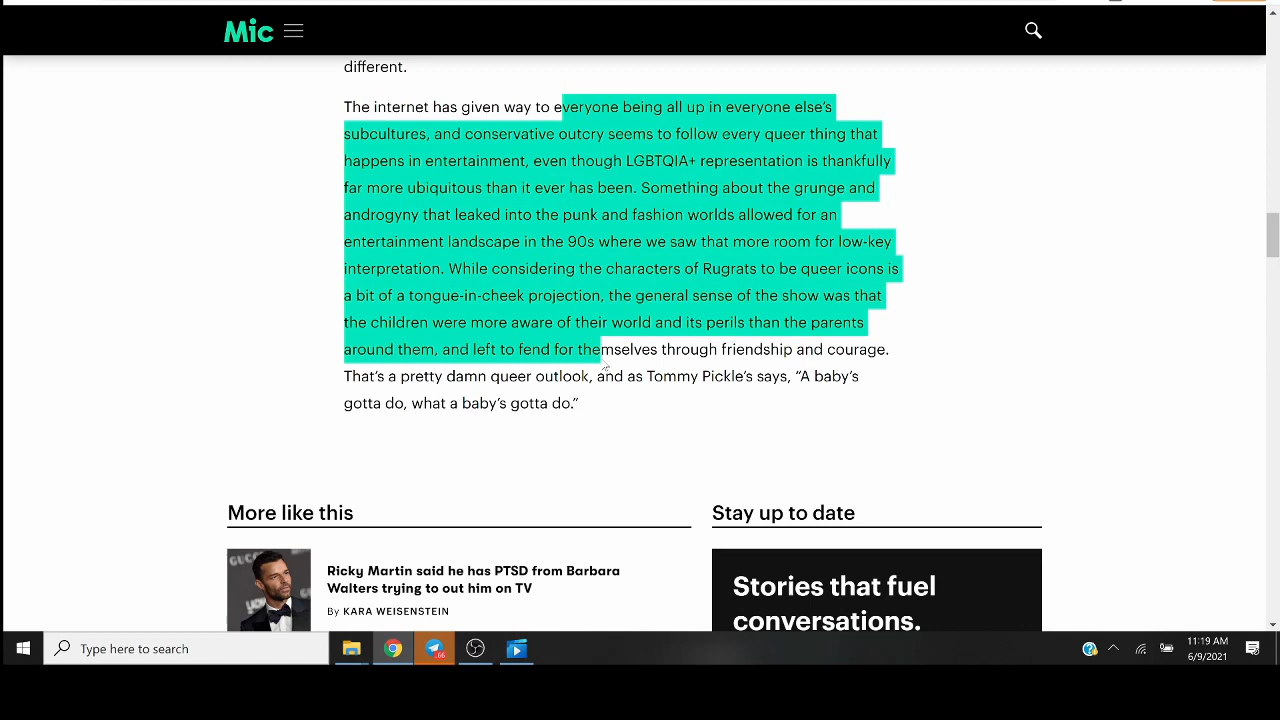 Mic
different.
The internet has given way to everyone being all up in everyone else's
subcultures, and conservative outcry seems to follow every queer thing that
happens in entertainment, even though LGBTQIA+ representation is thankfully
far more ubiquitous than it ever has been. Something about the grunge and
androgyny that leaked into the punk and fashion worlds allowed for an
entertainment landscape in the 90s where we saw that more room for low-key
interpretation. While considering the characters of Rugrats to be queer icons is
a bit of a tongue-in-cheek projection, the general sense of the show was that
the children were more aware of their world and its perils than the parents
around them, and left to fend for themselves through friendship and courage.
That's a pretty damn queer outlook, and as Tommy Pickle's says, “A baby's
gotta do, what a baby's gotta do.”
More like this
Stay up to date
GUCC
Ricky Martin said he has PTSD from Barbara
Walters trying to out him on TV
By KARA WEISENSTEIN
Stories that fuel
conversations.
Type here to search
66
11:19 AM
6/9/2021